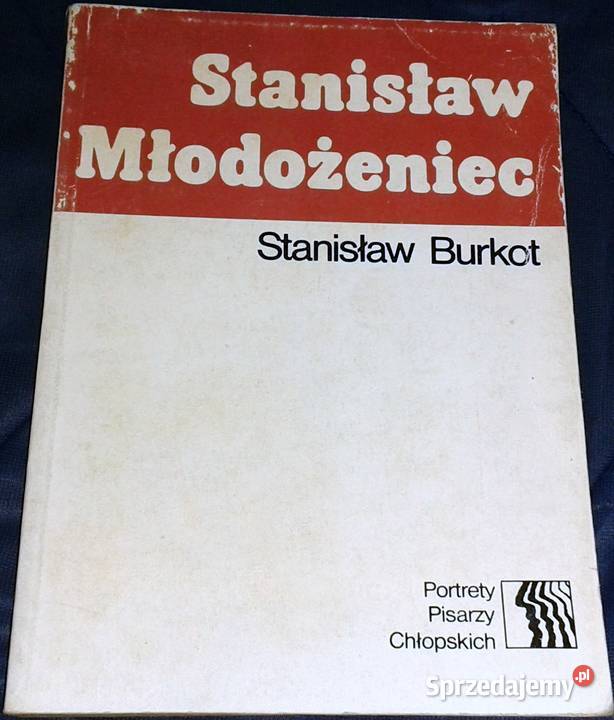 Stanisław
Młodożeniec
Stanisław Burkot
Portrety
Pisarzy
Chłopskich
Sprzedajemy.pl